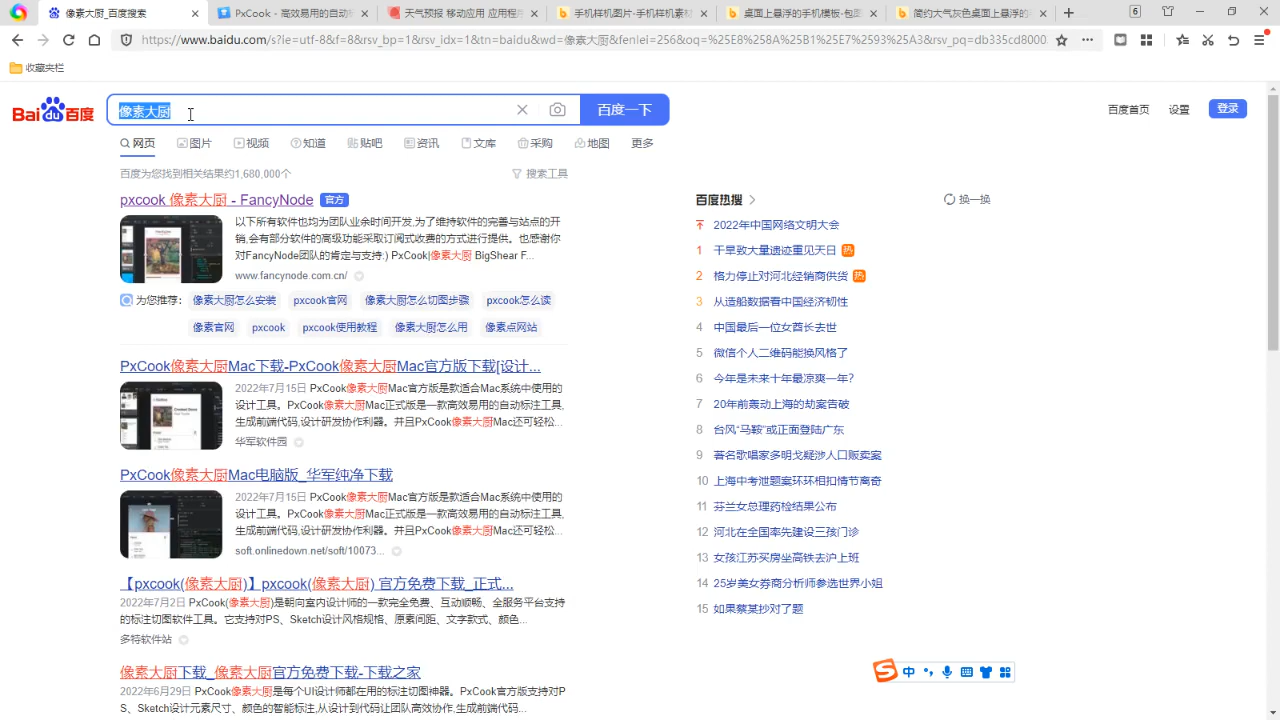 像素大厨_百度搜索
PxCook - 高效易用的自动标
天气预报 移动应用 应用程序
手机样机图片-手机样机素材
桌面上悬浮的手机模板-包图
简约大气灰色桌面上悬浮的手
6
https://www.baidu.com/s?ie=utf-8&f=8&rsv_bp=1&rsv_idx=1&tn=baidu&wd=像素大厨&fenlei=256&oq=%25E8%258A%25B1%25E7%2593%25A3&rsv_pq=db335cd8000
收藏夹栏
Bai du 百度
像素大厨
百度一下
百度首页
设置
登录
网页
图片
视频
知道
贴吧
资讯
文库
采购
地图
更多
百度为您找到相关结果约1,680,000个
搜索工具
pxcook 像素大厨 - FancyNode 官方
以下所有软件也均为团队业余时间开发,为了维持软件的完善与站点的开
销,会有部分软件的高级功能采取订阅式收费的方式进行提供。也感谢你
对FancyNode团队的肯定与支持:) PxCook(像素大厨) BigShear F...
www.fancynode.com.cn/
为您推荐:
像素大厨怎么安装
pxcook官网
像素大厨怎么切图步骤
pxcook怎么读
像素官网
pxcook
pxcook使用教程
像素大厨怎么用
像素点网站
PxCook像素大厨Mac下载-PxCook像素大厨Mac官方版下载[设计...
2022年7月15日 PxCook像素大厨Mac官方版是款适合Mac系统中使用的
设计工具。PxCook像素大厨Mac正式版是一款高效易用的自动标注工具,
生成前端代码,设计研发协作利器。并且PxCook像素大厨Mac还可轻松...
华军软件园
PxCook像素大厨Mac电脑版_华军纯净下载
2022年7月15日 PxCook像素大厨Mac官方版是款适合Mac系统中使用的
设计工具。PxCook像素大厨Mac正式版是一款高效易用的自动标注工具,
生成前端代码,设计研发协作利器。并且PxCook像素大厨Mac还可轻松...
soft.onlinedown.net/soft/11073...
【pxcook(像素大厨)】pxcook(像素大厨) 官方免费下载_正式...
2022年7月2日 PxCook(像素大厨)是朝向室内设计师的一款完全免费、互动顺畅、全服务平台支持
的标注切图软件工具。它支持对PS、Sketch设计风格规格、原素间距、文字款式、颜色...
多特软件站
像素大厨下载_像素大厨官方免费下载-下载之家
2022年6月29日 PxCook像素大厨是每个UI设计师都在用的标注切图神器。PxCook官方版支持对P
S、Sketch设计元素尺寸、颜色的智能标注,从设计到代码让团队高效协作,生成前端代码...
百度热搜
换一换
2022年中国网络文明大会
1 干旱致大量遗迹重见天日 热
2 格力停止对河北经销商供货 热
3 从造船数据看中国经济韧性
4 中国最后一位女酋长去世
5 微信个人二维码能换风格了
6 今年是未来十年最凉爽一年?
7 20年前轰动上海的劫案告破
8 台风“马鞍”或正面登陆广东
9 著名歌唱家多明戈疑涉人口贩卖案
10 上海中考泄题案环环相扣情节离奇
11 芬兰女总理药检结果公布
12 河北在全国率先建设三孩门诊
13 女孩江苏买房坐高铁去沪上班
14 25岁美女券商分析师参选世界小姐
15 如果蔡某抄对了题
S 中